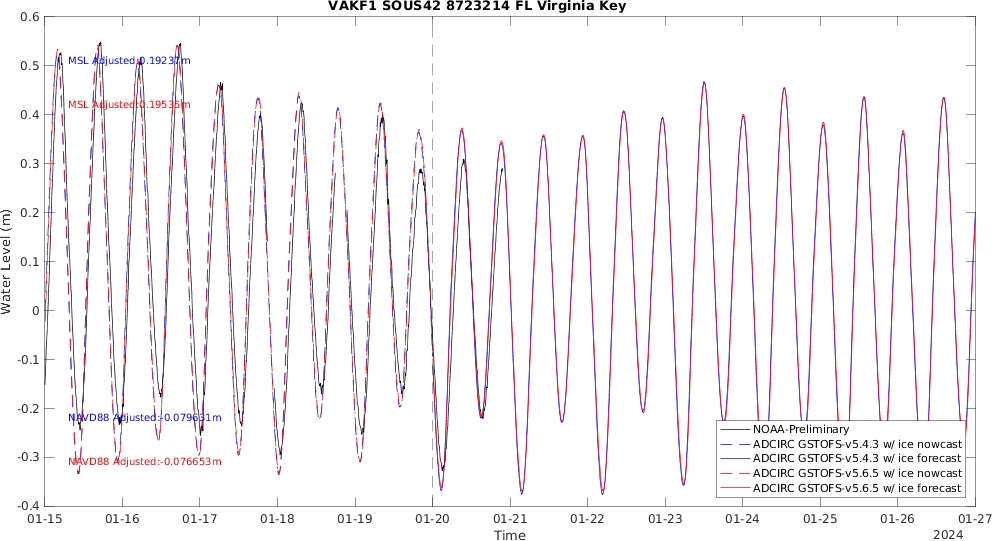 VAKF1 SOUS42 8723214 FL Virginia Key
0.6
0.5
0.4
0.3
0.2
0.1
0
-0.1
-0.2
-0.3
-0.4
Water Level (m)
MSL Adjusted:0.19237m
MSL Adjusted:0.19535m
NAVD88 Adjusted:-0.079631m
NAVD88 Adjusted:-0.076653m
NOAA-Preliminary
ADCIRC GSTOFS-v5.4.3 w/ ice nowcast
ADCIRC GSTOFS-v5.4.3 w/ ice forecast
ADCIRC GSTOFS-v5.6.5 w/ ice nowcast
ADCIRC GSTOFS-v5.6.5 w/ ice forecast
01-15 01-16 01-17 01-18 01-19 01-20 01-21 01-22 01-23 01-24 01-25 01-26 01-27
Time
2024